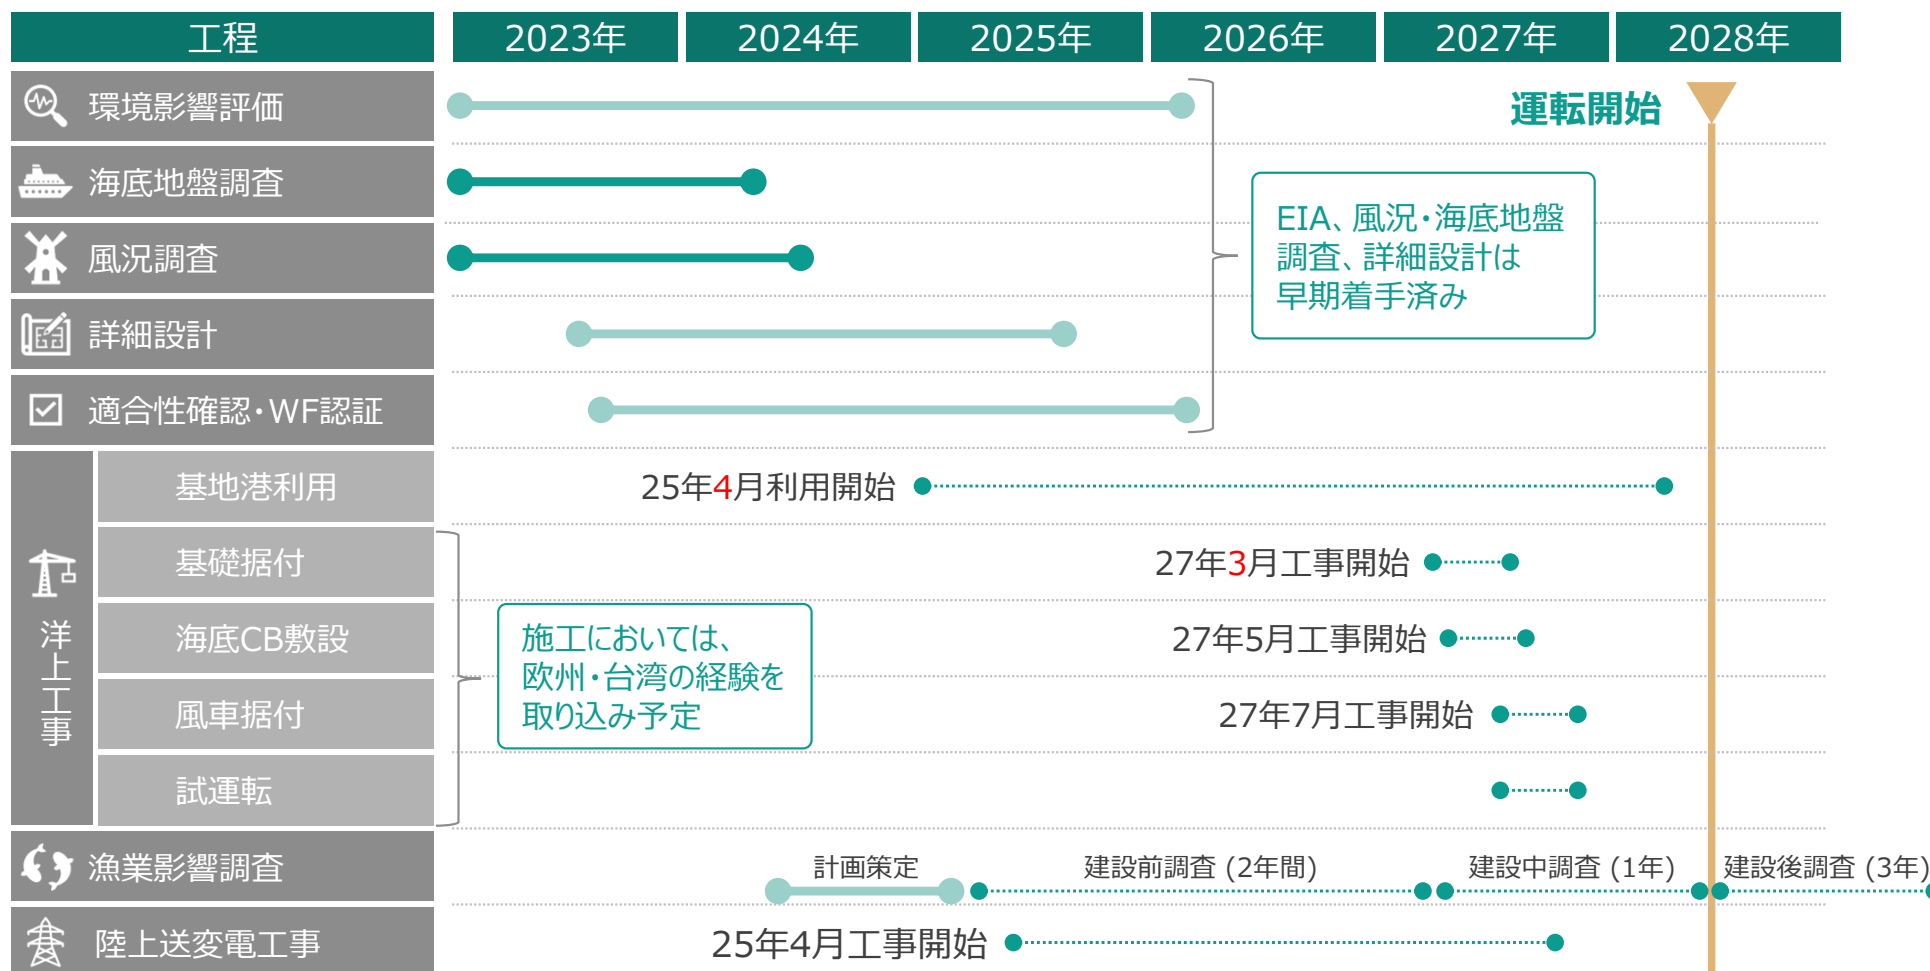 工程
2023年
2024年
2025年
2026年
2027年
2028年
環境影響評価
運転開始
海底地盤調査
風況調査
EIA、風況・海底地盤
調査、詳細設計は
早期着手済み
詳細設計
適合性確認・WF認証
洋上工事
基地港利用
25年4月利用開始
基礎据付
27年3月工事開始
海底CB敷設
27年5月工事開始
施工においては、
欧州・台湾の経験を
取り込み予定
風車据付
27年7月工事開始
試運転
漁業影響調査
計画策定
建設前調査 (2年間)
建設中調査 (1年)
建設後調査 (3年)
陸上送変電工事
25年4月工事開始